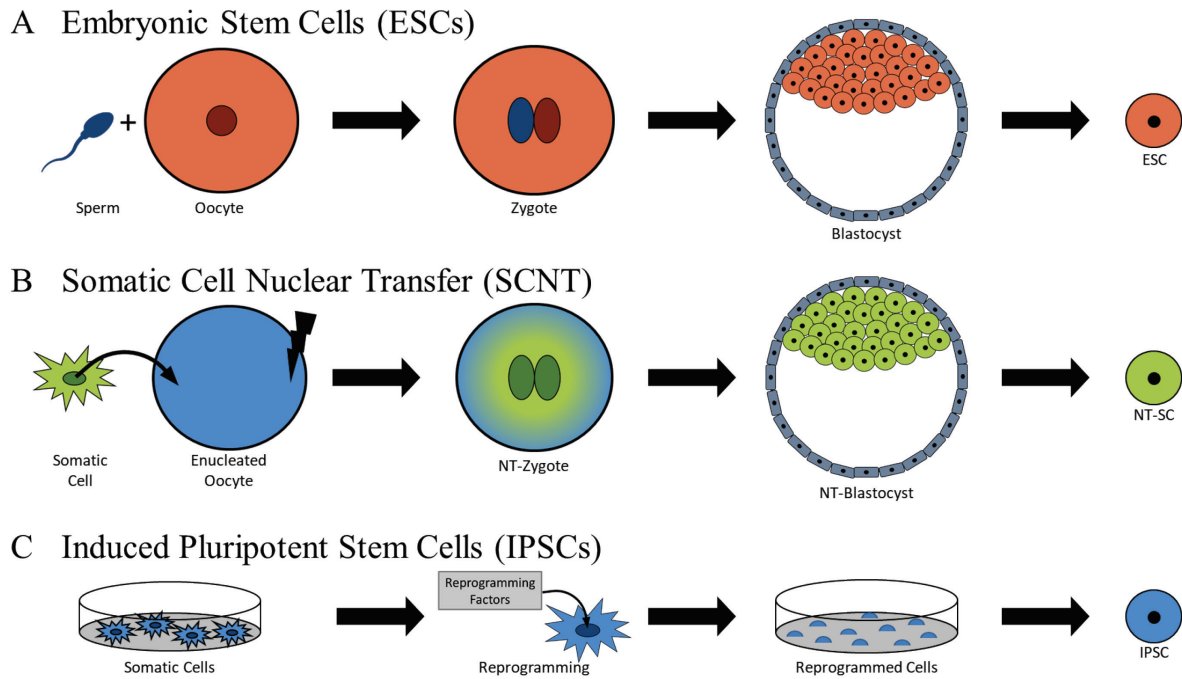 A Embryonic Stem Cells (ESCs)
+
Sperm
Oocyte
Zygote
Blastocyst
ESC
B Somatic Cell Nuclear Transfer (SCNT)
Somatic
Cell
Enucleated
Oocyte
NT-Zygote
NT-Blastocyst
NT-SC
C Induced Pluripotent Stem Cells (IPSCs)
Reprogramming
Factors
Somatic Cells
Reprogramming
Reprogrammed Cells
IPSC